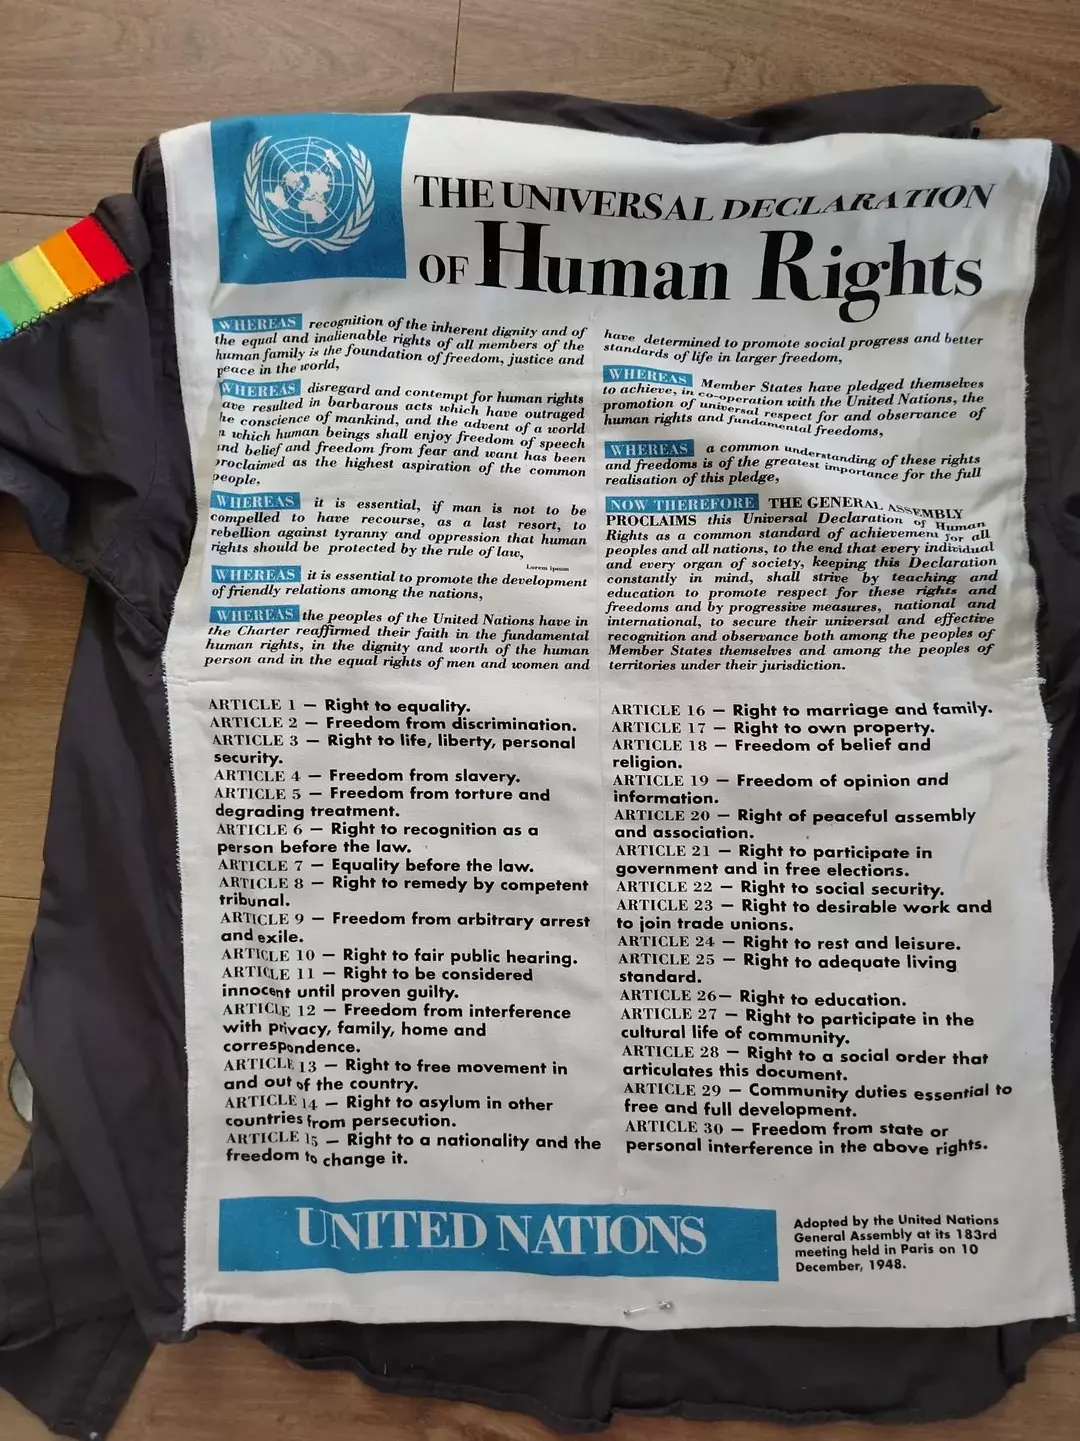 THE UNIVERSAL DECLARATION
OF Human Rights
WHEREAS recognition of the inherent dignity and of
the equal and inalienable rights of all members of the
human family is the foundation of freedom, justice and
peace in the world,
WHEREAS disregard and contempt for human rights
ave resulted in barbarous acts which have outraged
he conscience of mankind, and the advent of a world
n which human beings shall enjoy freedom of speech
and belief and freedom from fear and want has been
proclaimed as the highest aspiration of the common
people,
WHEREAS it is essential, if man is not to be
compelled to have recourse, as a last resort, to
rebellion against tyranny and oppression that human
rights should be protected by the rule of law,
Lorem ipsum
WHEREAS it is essential to promote the development
of friendly relations among the nations,
WHEREAS the peoples of the United Nations have in
the Charter reaffirmed their faith in the fundamental
human rights, in the dignity and worth of the human
person and in the equal rights of men and women and
have determined to promote social progress and better
standards of life in larger freedom,
WHEREAS Member States have pledged themselves
to achieve, in co-operation with the United Nations, the
promotion of universal respect for and observance of
human rights and fundamental freedoms,
WHEREAS a common understanding of these rights
and freedoms is of the greatest importance for the full
realisation of this pledge,
NOW THEREFORE THE GENERAL ASSEMBLY
PROCLAIMS this Universal Declaration of Human
Rights as a common standard of achievement for all
peoples and all nations, to the end that every individual
and every organ of society, keeping this Declaration
constantly in mind, shall strive by teaching and
education to promote respect for these rights and
freedoms and by progressive measures, national and
international, to secure their universal and effective
recognition and observance both among the peoples of
Member States themselves and among the peoples of
territories under their jurisdiction.
ARTICLE 1 — Right to equality.
ARTICLE 2 — Freedom from discrimination.
ARTICLE 3 — Right to life, liberty, personal
security.
ARTICLE 4 — Freedom from slavery.
ARTICLE 5 — Freedom from torture and
degrading treatment.
ARTICLE 6 — Right to recognition as a
person before the law.
ARTICLE 7 — Equality before the law.
ARTICLE 8 — Right to remedy by competent
tribunal.
ARTICLE 9 — Freedom from arbitrary arrest
and exile.
ARTICLE 10 — Right to fair public hearing.
ARTICLE 11 — Right to be considered
innocent until proven guilty.
ARTICLE 12 — Freedom from interference
with privacy, family, home and
correspondence.
ARTICLE 13 — Right to free movement in
and out of the country.
ARTICLE 14 — Right to asylum in other
countries from persecution.
ARTICLE 15 — Right to a nationality and the
freedom to change it.
ARTICLE 16 — Right to marriage and family.
ARTICLE 17 — Right to own property.
ARTICLE 18 — Freedom of belief and
religion.
ARTICLE 19 — Freedom of opinion and
information.
ARTICLE 20 — Right of peaceful assembly
and association.
ARTICLE 21 — Right to participate in
government and in free elections.
ARTICLE 22 — Right to social security.
ARTICLE 23 — Right to desirable work and
to join trade unions.
ARTICLE 24 — Right to rest and leisure.
ARTICLE 25 — Right to adequate living
standard.
ARTICLE 26— Right to education.
ARTICLE 27 — Right to participate in the
cultural life of community.
ARTICLE 28 — Right to a social order that
articulates this document.
ARTICLE 29 — Community duties essential to
free and full development.
ARTICLE 30 — Freedom from state or
personal interference in the above rights.
UNITED NATIONS
Adopted by the United Nations
General Assembly at its 183rd
meeting held in Paris on 10
December, 1948.